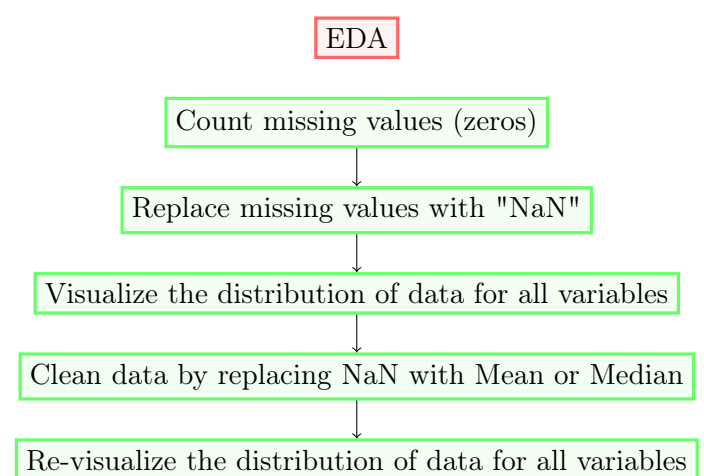 EDA
Count missing values (zeros)
Replace missing values with "NaN"
Visualize the distribution of data for all variables
Clean data by replacing NaN with Mean or Median
Re-visualize the distribution of data for all variables